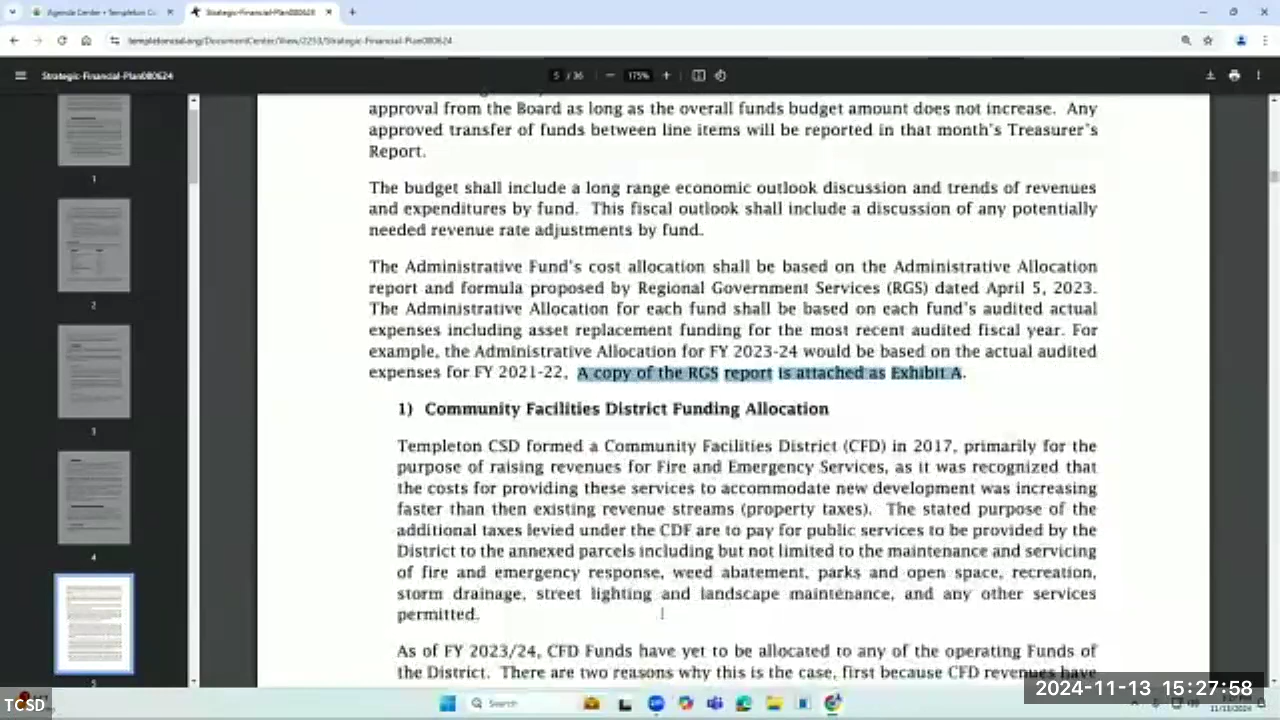 Agenda Center • Templeton C
Strategic-Financial-Plan080624
templetoncsd.org/DocumentCenter/View/2253/Strategic-Financial-Plan080624
Strategic-Financial-Plan080624
5 / 36
175%
approval from the Board as long as the overall funds budget amount does not increase. Any
approved transfer of funds between line items will be reported in that month's Treasurer's
Report.
The budget shall include a long range economic outlook discussion and trends of revenues
and expenditures by fund. This fiscal outlook shall include a discussion of any potentially
needed revenue rate adjustments by fund.
The Administrative Fund's cost allocation shall be based on the Administrative Allocation
report and formula proposed by Regional Government Services (RGS) dated April 5, 2023.
The Administrative Allocation for each fund shall be based on each fund's audited actual
expenses including asset replacement funding for the most recent audited fiscal year. For
example, the Administrative Allocation for FY 2023-24 would be based on the actual audited
expenses for FY 2021-22, A copy of the RGS report is attached as Exhibit A.
1) Community Facilities District Funding Allocation
Templeton CSD formed a Community Facilities District (CFD) in 2017, primarily for the
purpose of raising revenues for Fire and Emergency Services, as it was recognized that
the costs for providing these services to accommodate new development was increasing
faster than then existing revenue streams (property taxes). The stated purpose of the
additional taxes levied under the CDF are to pay for public services to be provided by the
District to the annexed parcels including but not limited to the maintenance and servicing
of fire and emergency response, weed abatement, parks and open space, recreation,
storm drainage, street lighting and landscape maintenance, and any other services
permitted.
As of FY 2023/24, CFD Funds have yet to be allocated to any of the operating Funds of
the District. There are two reasons why this is the case, first because CFD revenues have
1
2
3
4
5
TCSD
Search
2024-11-13 15:27:58
11/13/2024